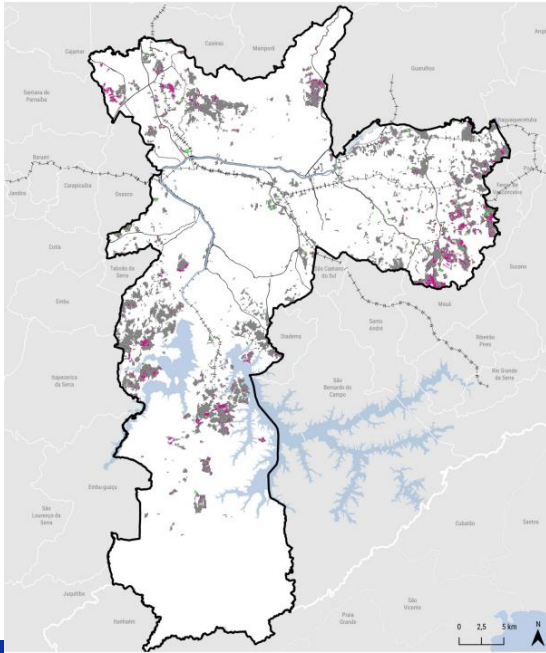 Cajamar
Caieiras
Mairiporã
Guarulhos
Santana de
Parnaíba
Itaquaquecetuba
Barueri
Jandira
Carapicuíba
Osasco
Ferraz de
Vasconcelos
Cotia
Taboão da
Serra
São Caetano
do Sul
Suzano
Embu
Mauá
Santo
André
Diadema
Ribeirão
Pires
Rio Grande
da Serra
Itapecerica
da Serra
São
Bernardo do
Campo
Embu-guaçu
São
Lourenço da
Serra
Cubatão
Santos
Juquitiba
Itanhaém
São
Vicente
Praia
Grande
0 2,5 5 km
N